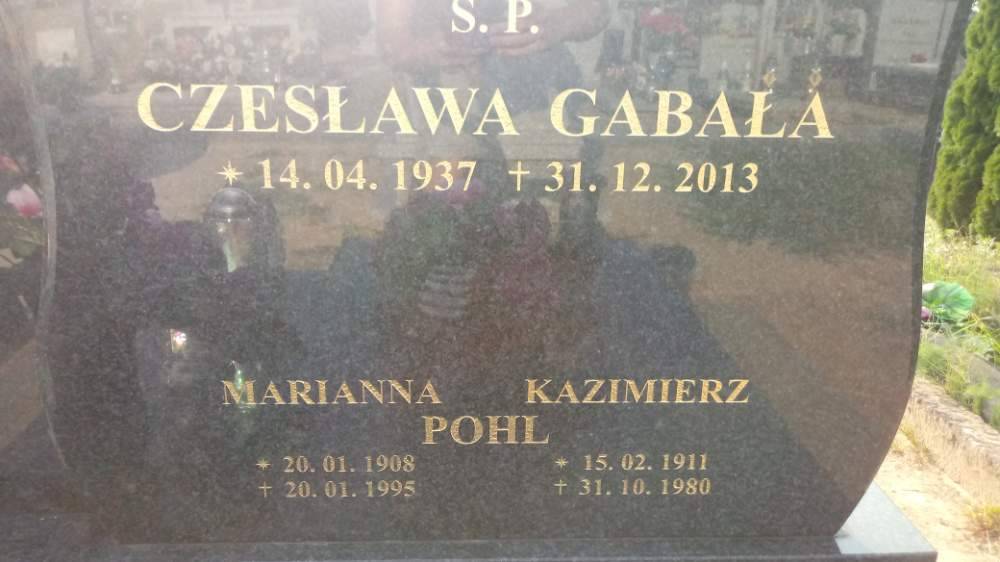 Ś. P.
CZESŁAWA GABAŁA
* 14. 04. 1937 † 31. 12. 2013
MARIANNA KAZIMIERZ
POHL
* 20. 01. 1908 * 15. 02. 1911
† 20. 01. 1995 † 31. 10. 1980